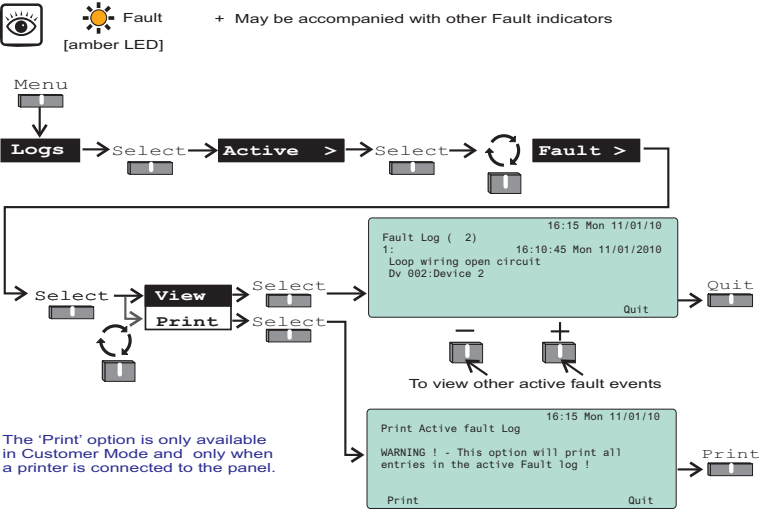 Fault + May be accompanied with other Fault indicators
[amber LED]
Menu
Logs Select Active > Select Fault >
16:15 Mon 11/01/10
Fault Log ( 2)
1: 16:10:45 Mon 11/01/2010
Loop wiring open circuit
Dv 002:Device 2
Quit
Select View Select Quit
Print Select
- +
To view other active fault events
The ‘Print’ option is only available
in Customer Mode and only when
a printer is connected to the panel.
16:15 Mon 11/01/10
Print Active fault Log
WARNING ! - This option will print all
entries in the active Fault log !
Print Quit
Print